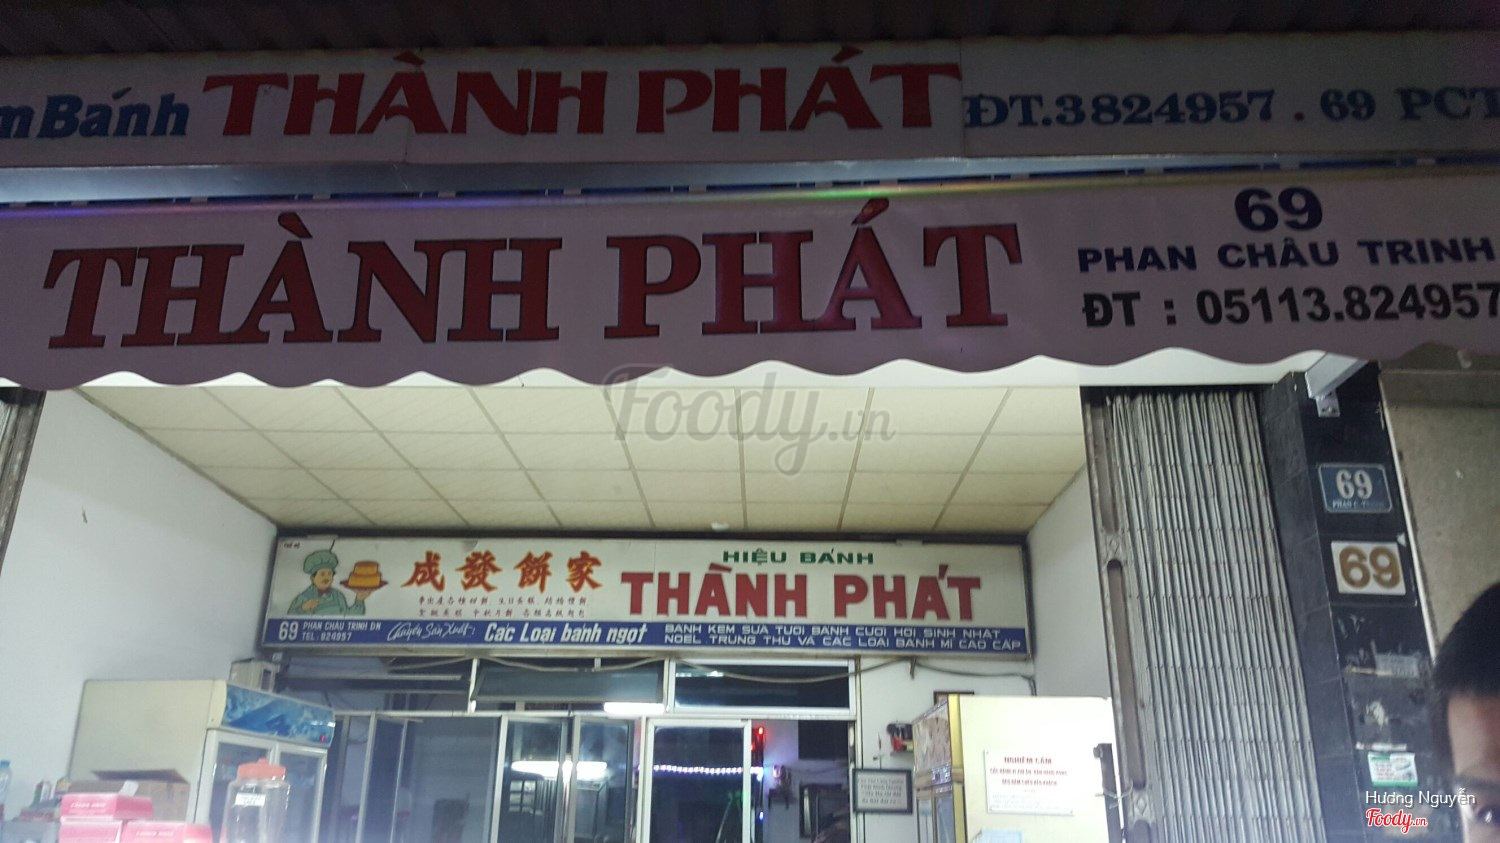 Bánh THÀNH PHÁT ĐT.3824957 . 69 PCT
THÀNH PHÁT
69
PHAN CHÂU TRINH
ĐT : 05113.824957
Foody.vn
69
69
成發餅家
HIỆU BÁNH
THÀNH PHÁT
69 PHAN CHÂU TRINH ĐN
TEL: 824957
Chuyên Sản Xuất: Các Loại bánh ngọt
BÁNH KEM SỮA TƯƠI BÁNH CƯỚI HỎI SINH NHẬT
NOEL TRUNG THU VÀ CÁC LOẠI BÁNH MÌ CAO CẤP
NGHIÊM CẤM
Hương Nguyễn
Foody.vn